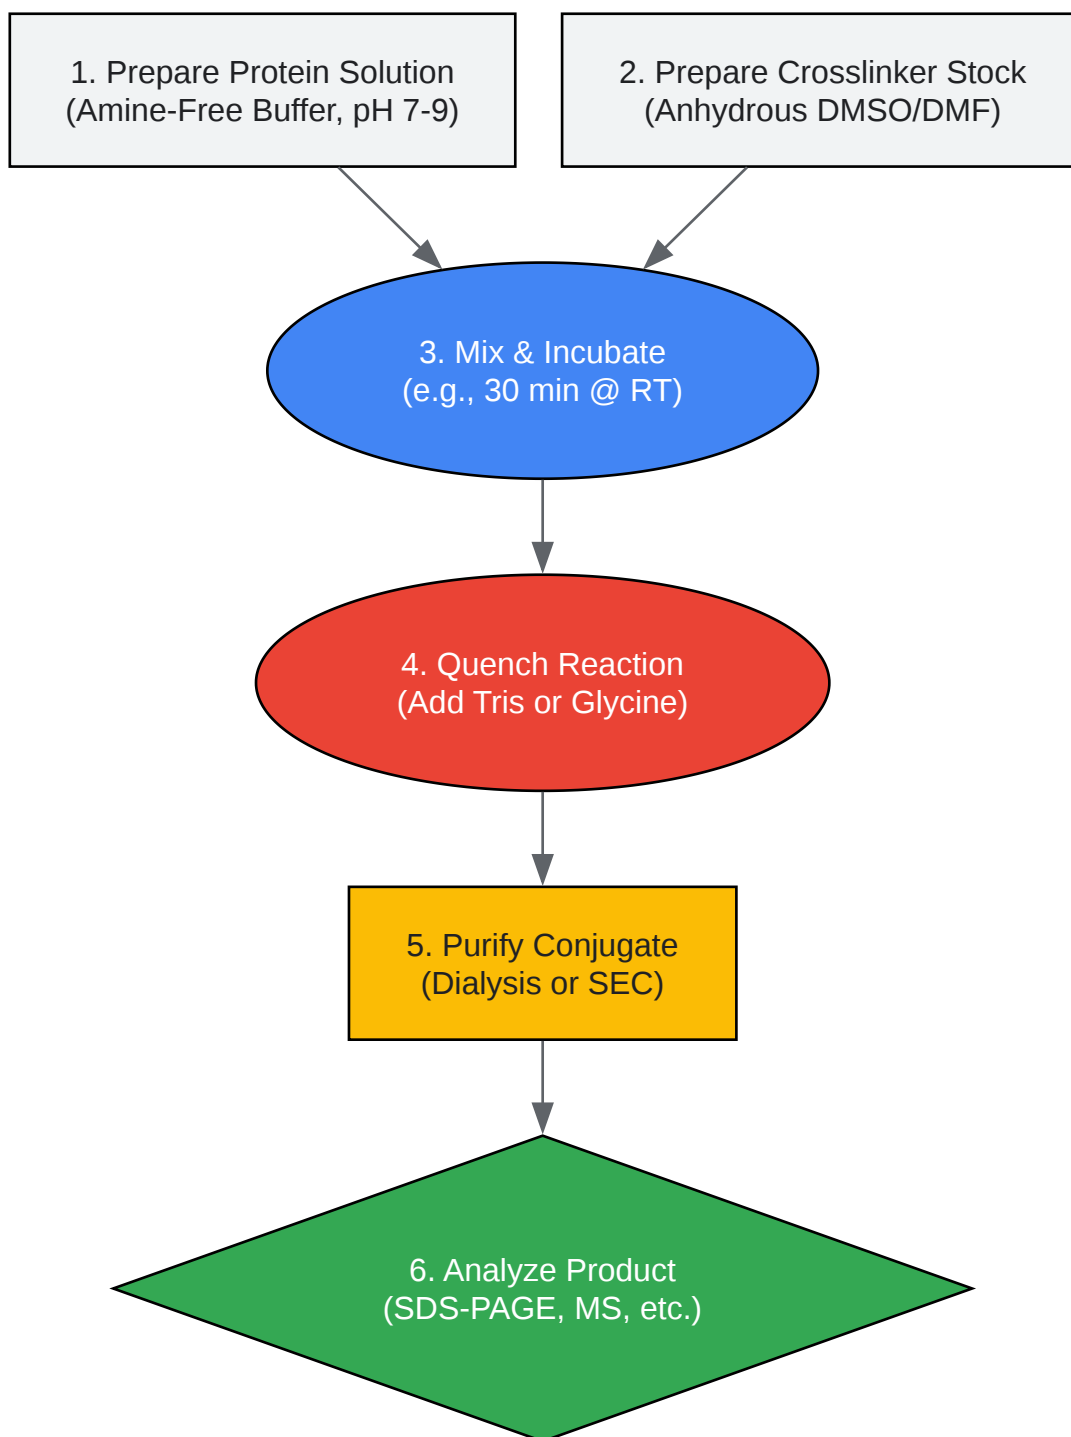 1. Prepare Protein Solution
(Amine-Free Buffer, pH 7-9)
2. Prepare Crosslinker Stock
(Anhydrous DMSO/DMF)
3. Mix & Incubate
(e.g., 30 min @ RT)
4. Quench Reaction
(Add Tris or Glycine)
5. Purify Conjugate
(Dialysis or SEC)
6. Analyze Product
(SDS-PAGE, MS, etc.)